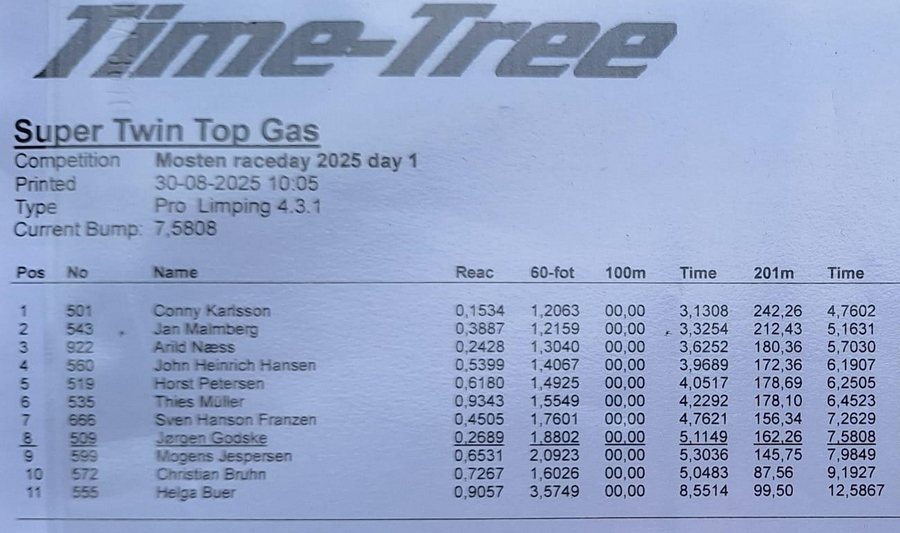 Time-Tree
Super Twin Top Gas
Competition Mosten raceday 2025 day 1
Printed 30-08-2025 10:05
Type Pro Limping 4.3.1
Current Bump: 7,5808
Pos No Name Reac 60-fot 100m Time 201m Time
1 501 Conny Karlsson 0,1534 1,2063 00,00 3,1308 242,26 4,7602
2 543 Jan Malmberg 0,3887 1,2159 00,00 3,3254 212,43 5,1631
3 922 Arild Næss 0,2428 1,3040 00,00 3,6252 180,36 5,7030
4 560 John Heinrich Hansen 0,5399 1,4067 00,00 3,9689 172,36 6,1907
5 519 Horst Petersen 0,6180 1,4925 00,00 4,0517 178,69 6,2505
6 535 Thies Müller 0,9343 1,5549 00,00 4,2292 178,10 6,4523
7 666 Sven Hanson Franzen 0,4505 1,7601 00,00 4,7621 156,34 7,2629
8 509 Jørgen Godske 0,2689 1,8802 00,00 5,1149 162,26 7,5808
9 599 Mogens Jespersen 0,6531 2,0923 00,00 5,3036 145,75 7,9849
10 572 Christian Bruhn 0,7267 1,6026 00,00 5,0483 87,56 9,1927
11 555 Helga Buer 0,9057 3,5749 00,00 8,5514 99,50 12,5867